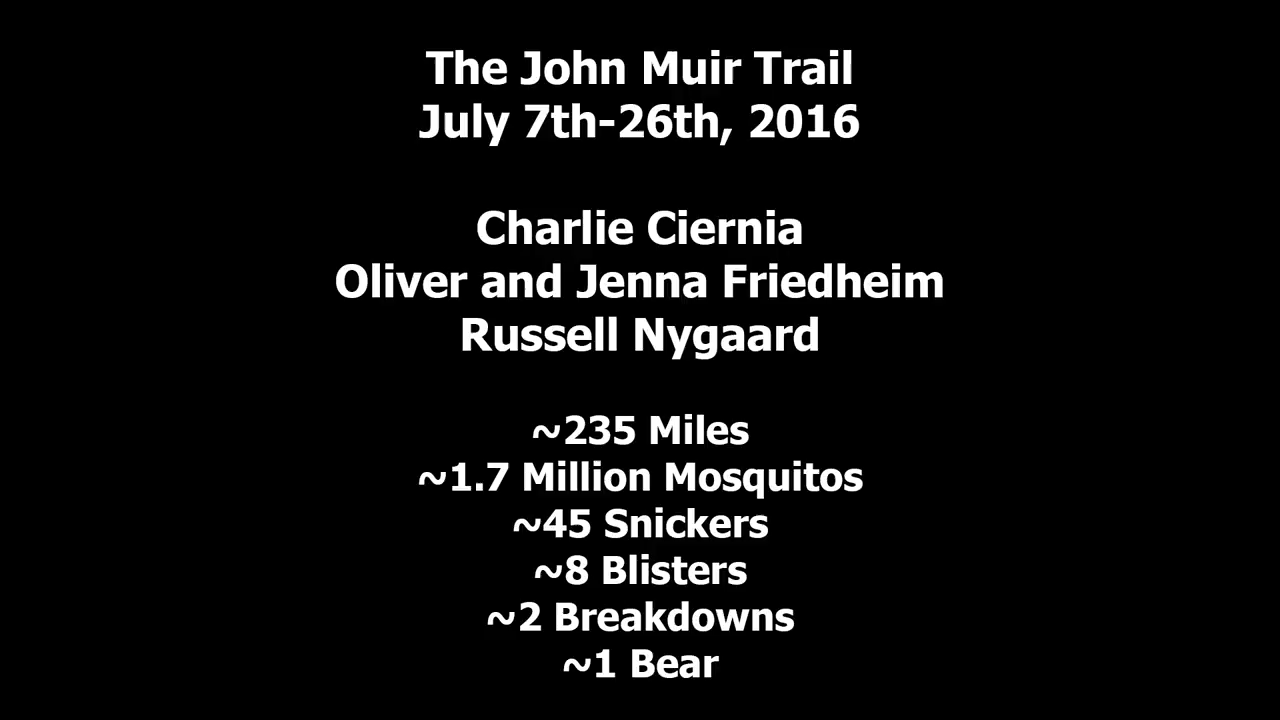 The John Muir Trail
July 7th-26th, 2016
Charlie Ciernia
Oliver and Jenna Friedheim
Russell Nygaard
~235 Miles
~1.7 Million Mosquitos
~45 Snickers
~8 Blisters
~2 Breakdowns
~1 Bear